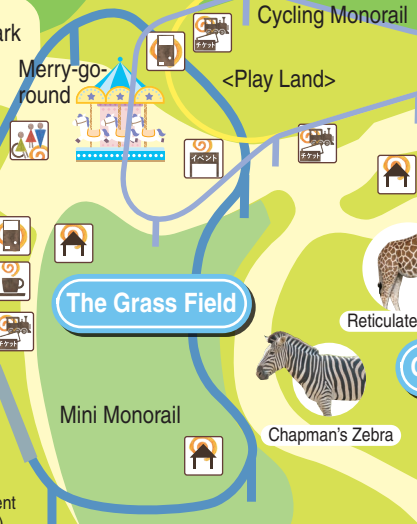 Cycling Monorail
ark
Merry-go-
round
<Play Land>
チケット
イベント
チケット
チケット
The Grass Field
Reticulate
Mini Monorail
Chapman's Zebra
ent
)